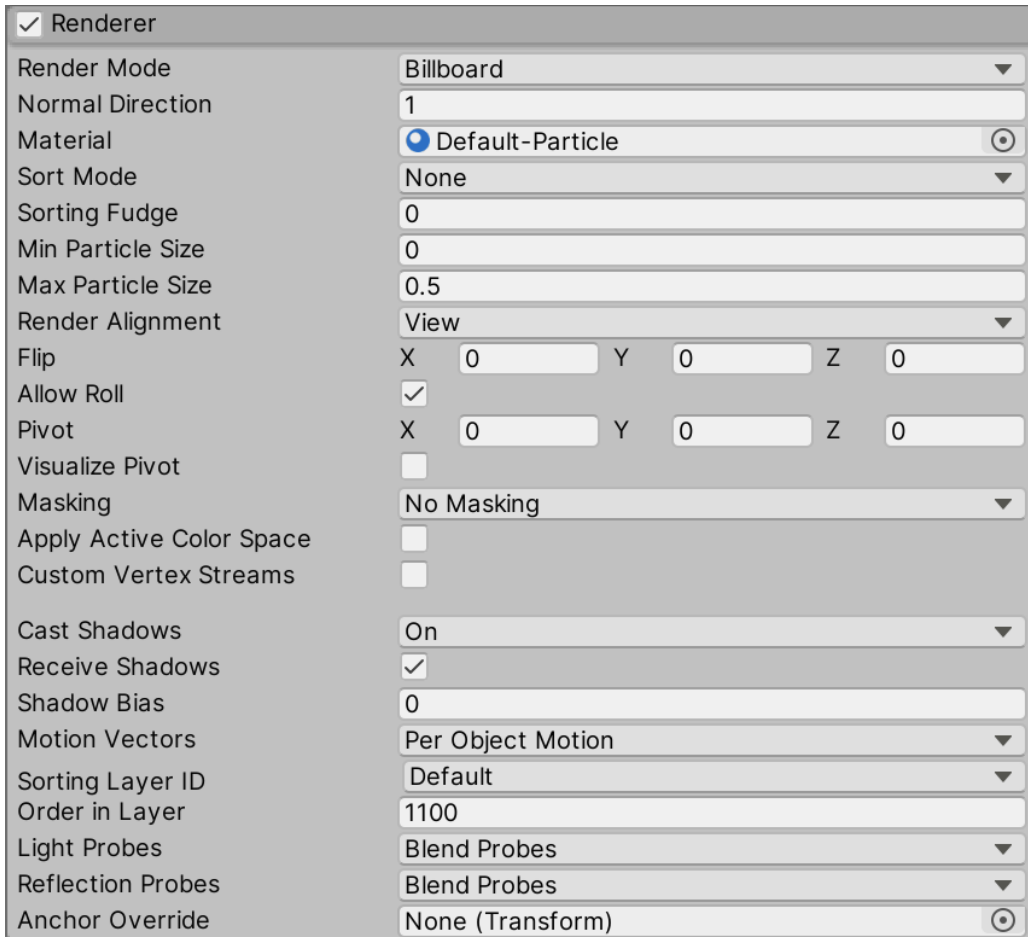 Renderer
Render Mode Billboard
Normal Direction 1
Material Default-Particle
Sort Mode None
Sorting Fudge 0
Min Particle Size 0
Max Particle Size 0.5
Render Alignment View
Flip X 0 Y 0 Z 0
Allow Roll
Pivot X 0 Y 0 Z 0
Visualize Pivot
Masking No Masking
Apply Active Color Space
Custom Vertex Streams
Cast Shadows On
Receive Shadows
Shadow Bias 0
Motion Vectors Per Object Motion
Sorting Layer ID Default
Order in Layer 1100
Light Probes Blend Probes
Reflection Probes Blend Probes
Anchor Override None (Transform)